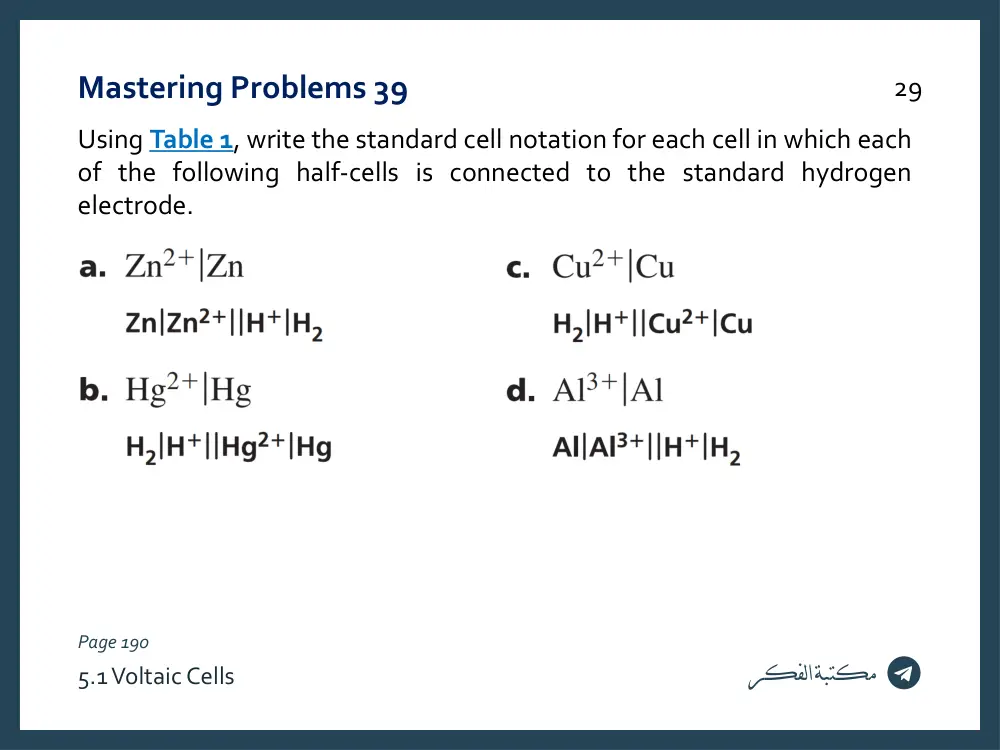 Mastering Problems 39
29
Using Table 1, write the standard cell notation for each cell in which each
of the following half-cells is connected to the standard hydrogen
electrode.
a. Zn²⁺|Zn
Zn|Zn²⁺||H⁺|H₂
b. Hg²⁺|Hg
H₂|H⁺||Hg²⁺|Hg
c. Cu²⁺|Cu
H₂|H⁺||Cu²⁺|Cu
d. Al³⁺|Al
Al|Al³⁺||H⁺|H₂
Page 190
5.1 Voltaic Cells
مكتبة الفكر